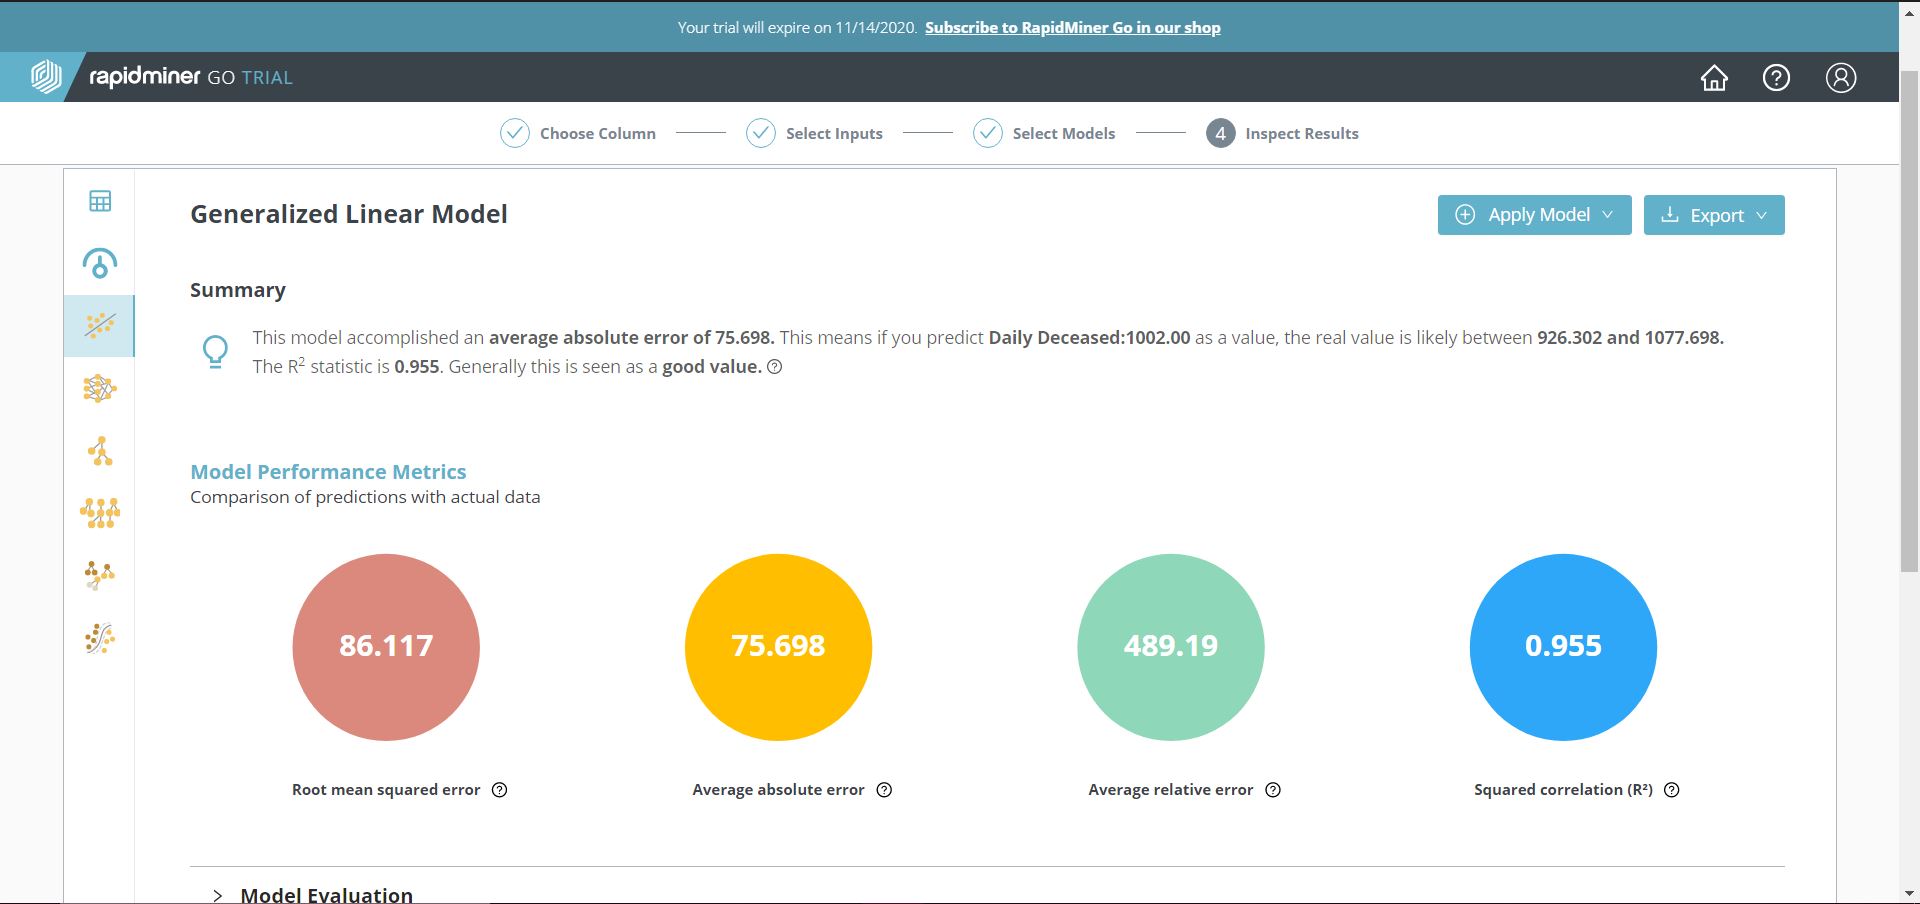 Your trial will expire on 11/14/2020. Subscribe to RapidMiner Go in our shop
rapidminer GO TRIAL
Choose Column
Select Inputs
Select Models
4 Inspect Results
Generalized Linear Model
Apply Model
Export
Summary
This model accomplished an average absolute error of 75.698. This means if you predict Daily Deceased:1002.00 as a value, the real value is likely between 926.302 and 1077.698.
The R² statistic is 0.955. Generally this is seen as a good value.
Model Performance Metrics
Comparison of predictions with actual data
86.117
75.698
489.19
0.955
Root mean squared error
Average absolute error
Average relative error
Squared correlation (R²)
Model Evaluation